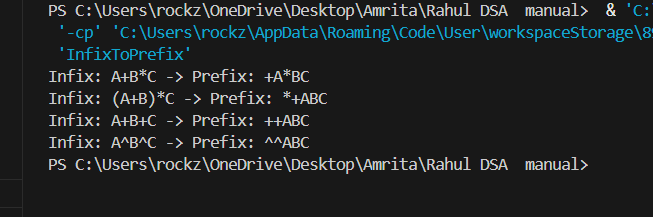 PS C:\Users\rockz\OneDrive\Desktop\Amrita\Rahul DSA  manual>  & 'C:
'-cp' 'C:\Users\rockz\AppData\Roaming\Code\User\workspaceStorage\89
'InfixToPrefix'
Infix: A+B*C -> Prefix: +A*BC
Infix: (A+B)*C -> Prefix: *+ABC
Infix: A+B+C -> Prefix: ++ABC
Infix: A^B^C -> Prefix: ^^ABC
PS C:\Users\rockz\OneDrive\Desktop\Amrita\Rahul DSA  manual>